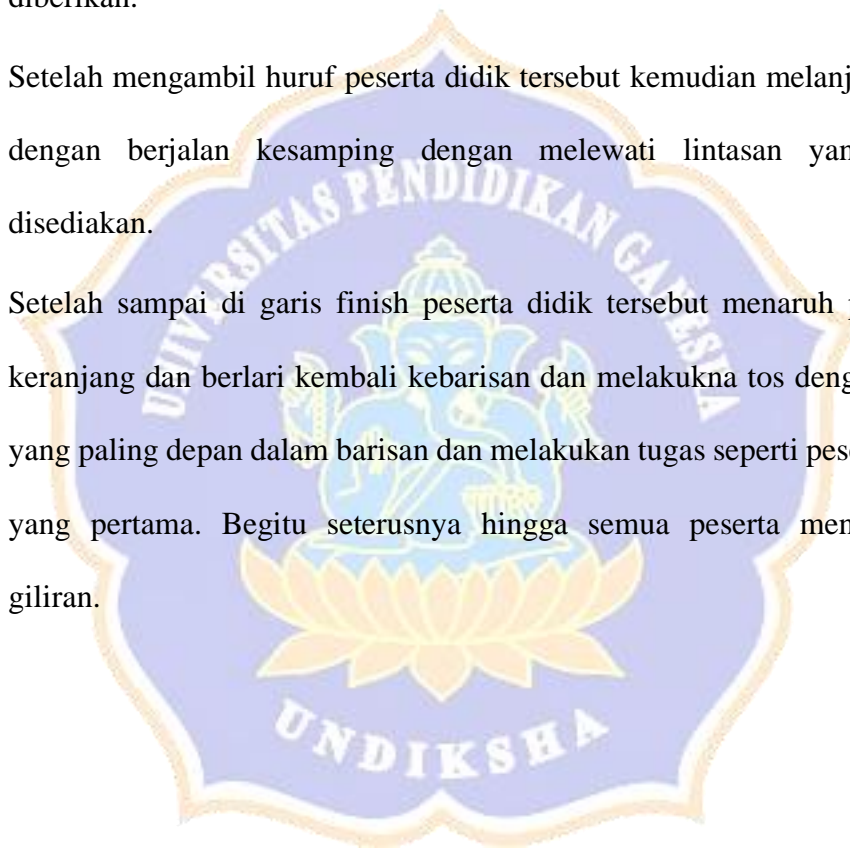 diberikan.
Setelah mengambil huruf peserta didik tersebut kemudian melanj
dengan berjalan kesamping dengan melewati lintasan yan
disediakan.
Setelah sampai di garis finish peserta didik tersebut menaruh
keranjang dan berlari kembali kebarisan dan melakukna tos deng
yang paling depan dalam barisan dan melakukan tugas seperti pes
yang pertama. Begitu seterusnya hingga semua peserta men
giliran.
UNIVERSITAS PENDIDIKAN GANESHA
UNDIKSHA